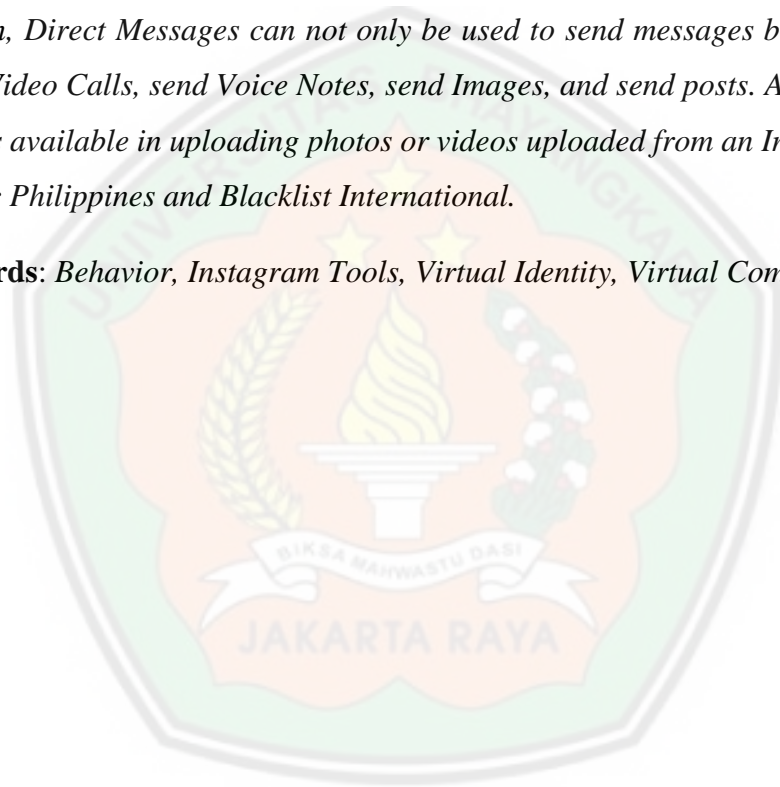 , Direct Messages can not only be used to send messages b
Video Calls, send Voice Notes, send Images, and send posts. A
available in uploading photos or videos uploaded from an In
Philippines and Blacklist International.
rds: Behavior, Instagram Tools, Virtual Identity, Virtual Com
UNIVERSITAS BHAYANGKARA
BIKSA MAHWASTU DASI
JAKARTA RAYA